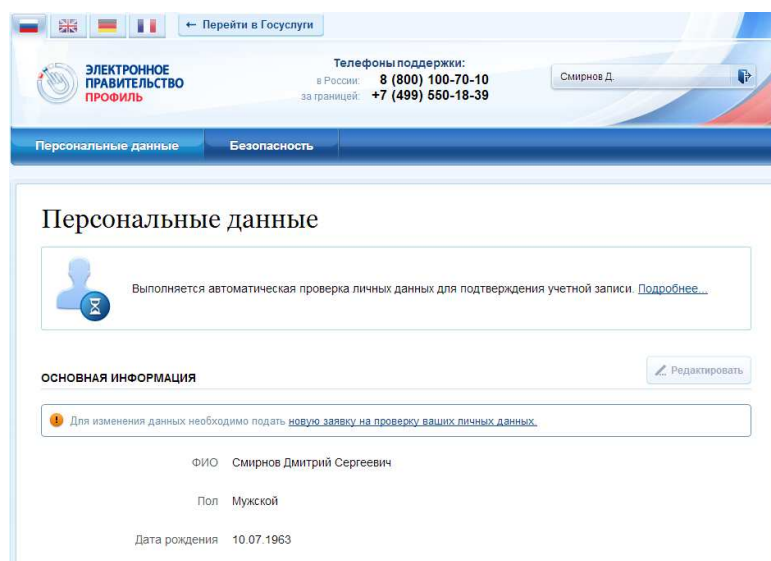 ← Перейти в Госуслуги
ЭЛЕКТРОННОЕ
ПРАВИТЕЛЬСТВО
ПРОФИЛЬ
Телефоны поддержки:
в России: 8 (800) 100-70-10
за границей: +7 (499) 550-18-39
Смирнов Д.
Персональные данные Безопасность
Персональные данные
Выполняется автоматическая проверка личных данных для подтверждения учетной записи. Подробнее...
ОСНОВНАЯ ИНФОРМАЦИЯ
Редактировать
Для изменения данных необходимо подать новую заявку на проверку ваших личных данных.
ФИО Смирнов Дмитрий Сергеевич
Пол Мужской
Дата рождения 10.07.1963